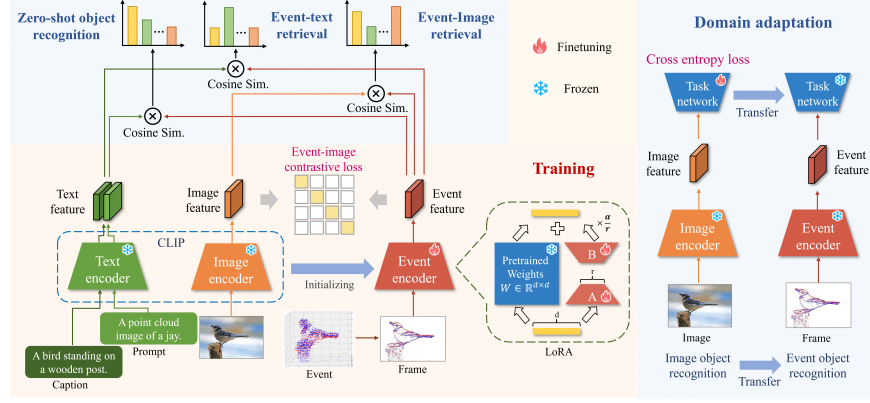 Zero-shot object
recognition
Event-text
retrieval
Event-Image
retrieval
Cosine Sim.
Cosine Sim.
Cosine Sim.
Finetuning
Frozen
Event-image
contrastive loss
Training
Text
feature
Image
feature
Event
feature
CLIP
Text
encoder
Image
encoder
Initializing
Event
encoder
A point cloud
image of a jay.
Prompt
A bird standing on
a wooden post.
Caption
Event
Frame
× α/r
Pretrained
Weights
W ∈ ℝ^{d×d}
B
r
A
d
LoRA
Domain adaptation
Cross entropy loss
Task
network
Transfer
Task
network
Image
feature
Event
feature
Image
encoder
Event
encoder
Image
Frame
Image object
recognition
Transfer
Event object
recognition